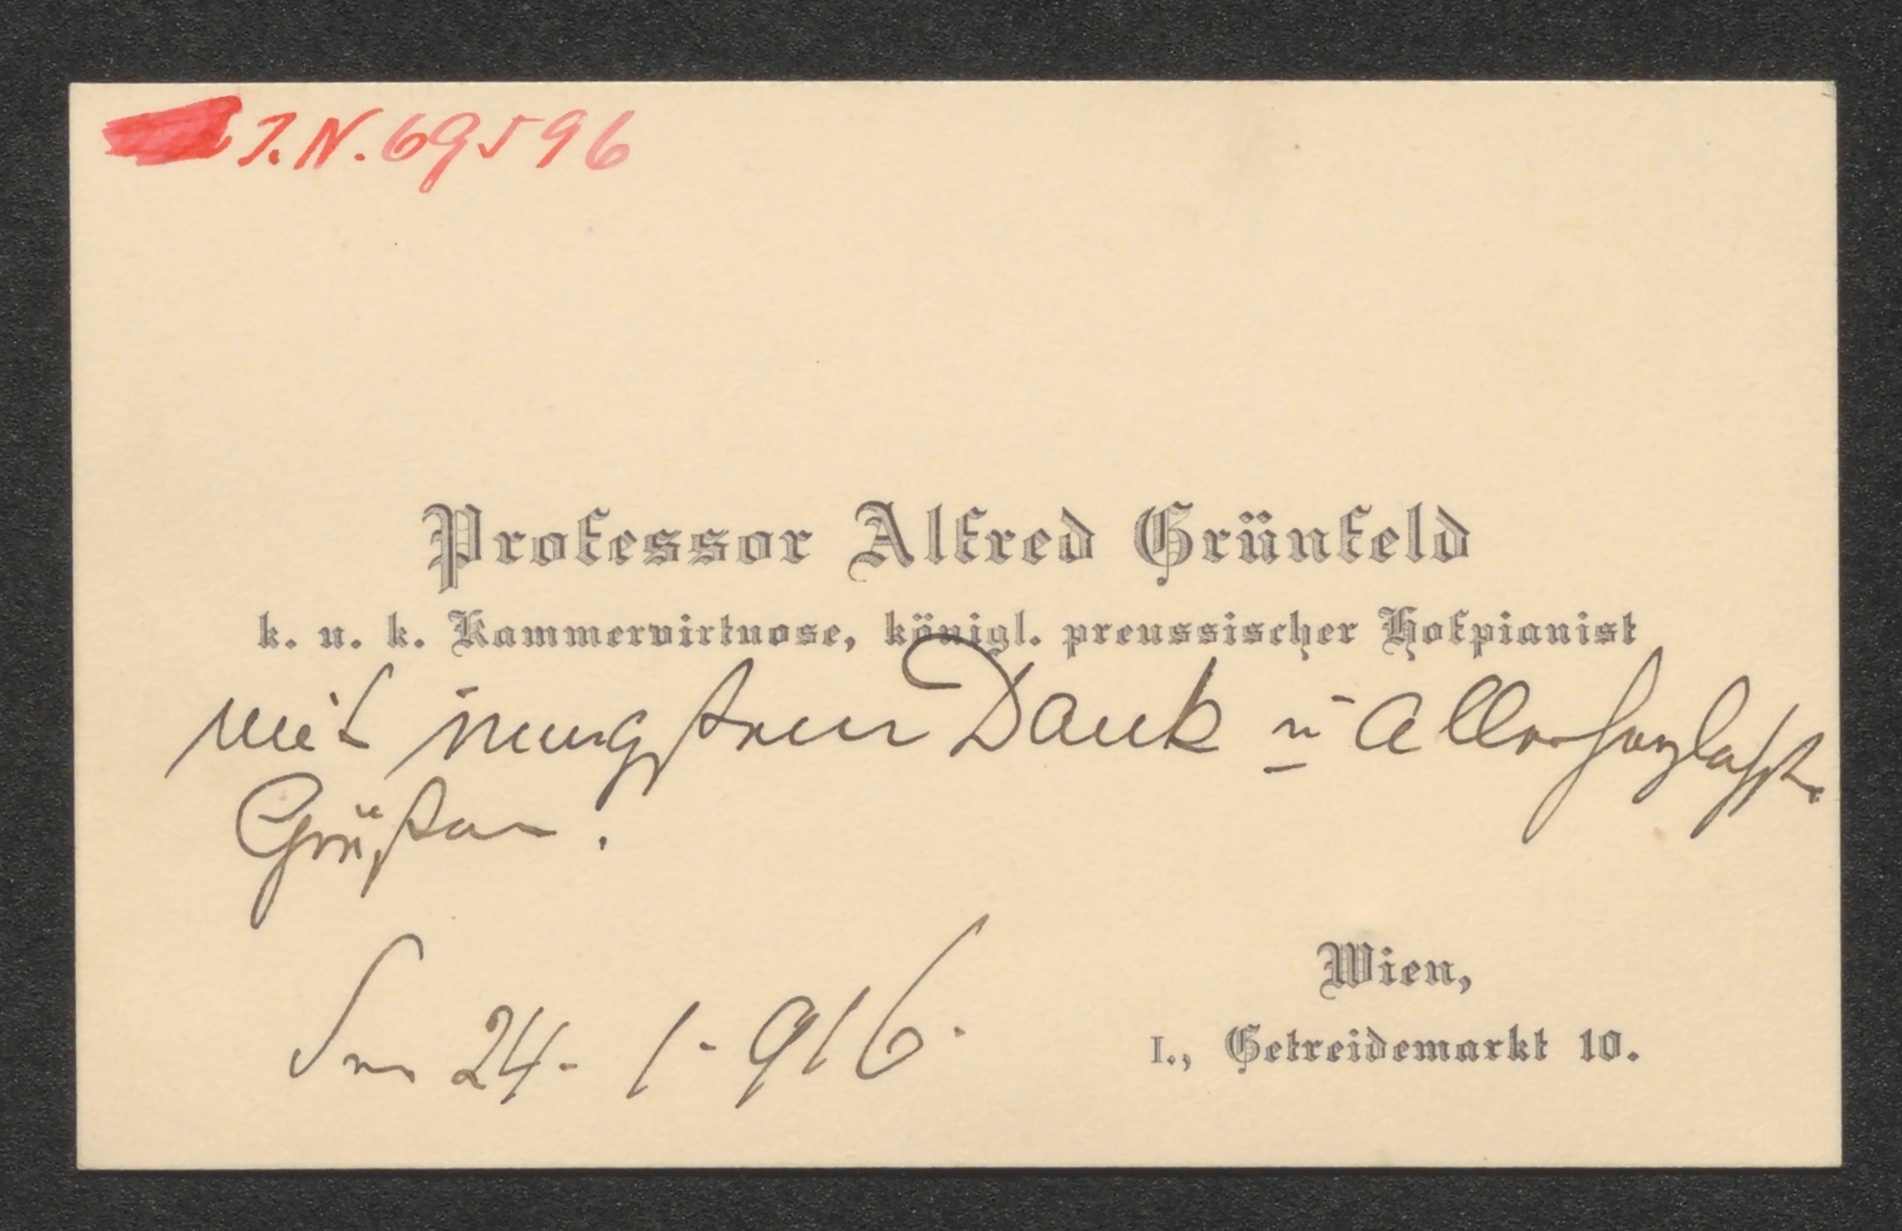 I.N. 69596
Professor Alfred Grünfeld
k. u. k. Kammervirtuose, königl. preussischer Hofpianist
mit innigstem Dank u allerherzlichsten
Grüßen.
Wien,
den 24. 1. 916.
I., Getreidemarkt 10.